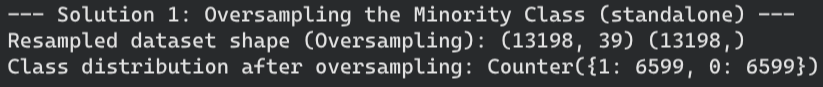 --- Solution 1: Oversampling the Minority Class (standalone) ---
Resampled dataset shape (Oversampling): (13198, 39) (13198,)
Class distribution after oversampling: Counter({1: 6599, 0: 6599})